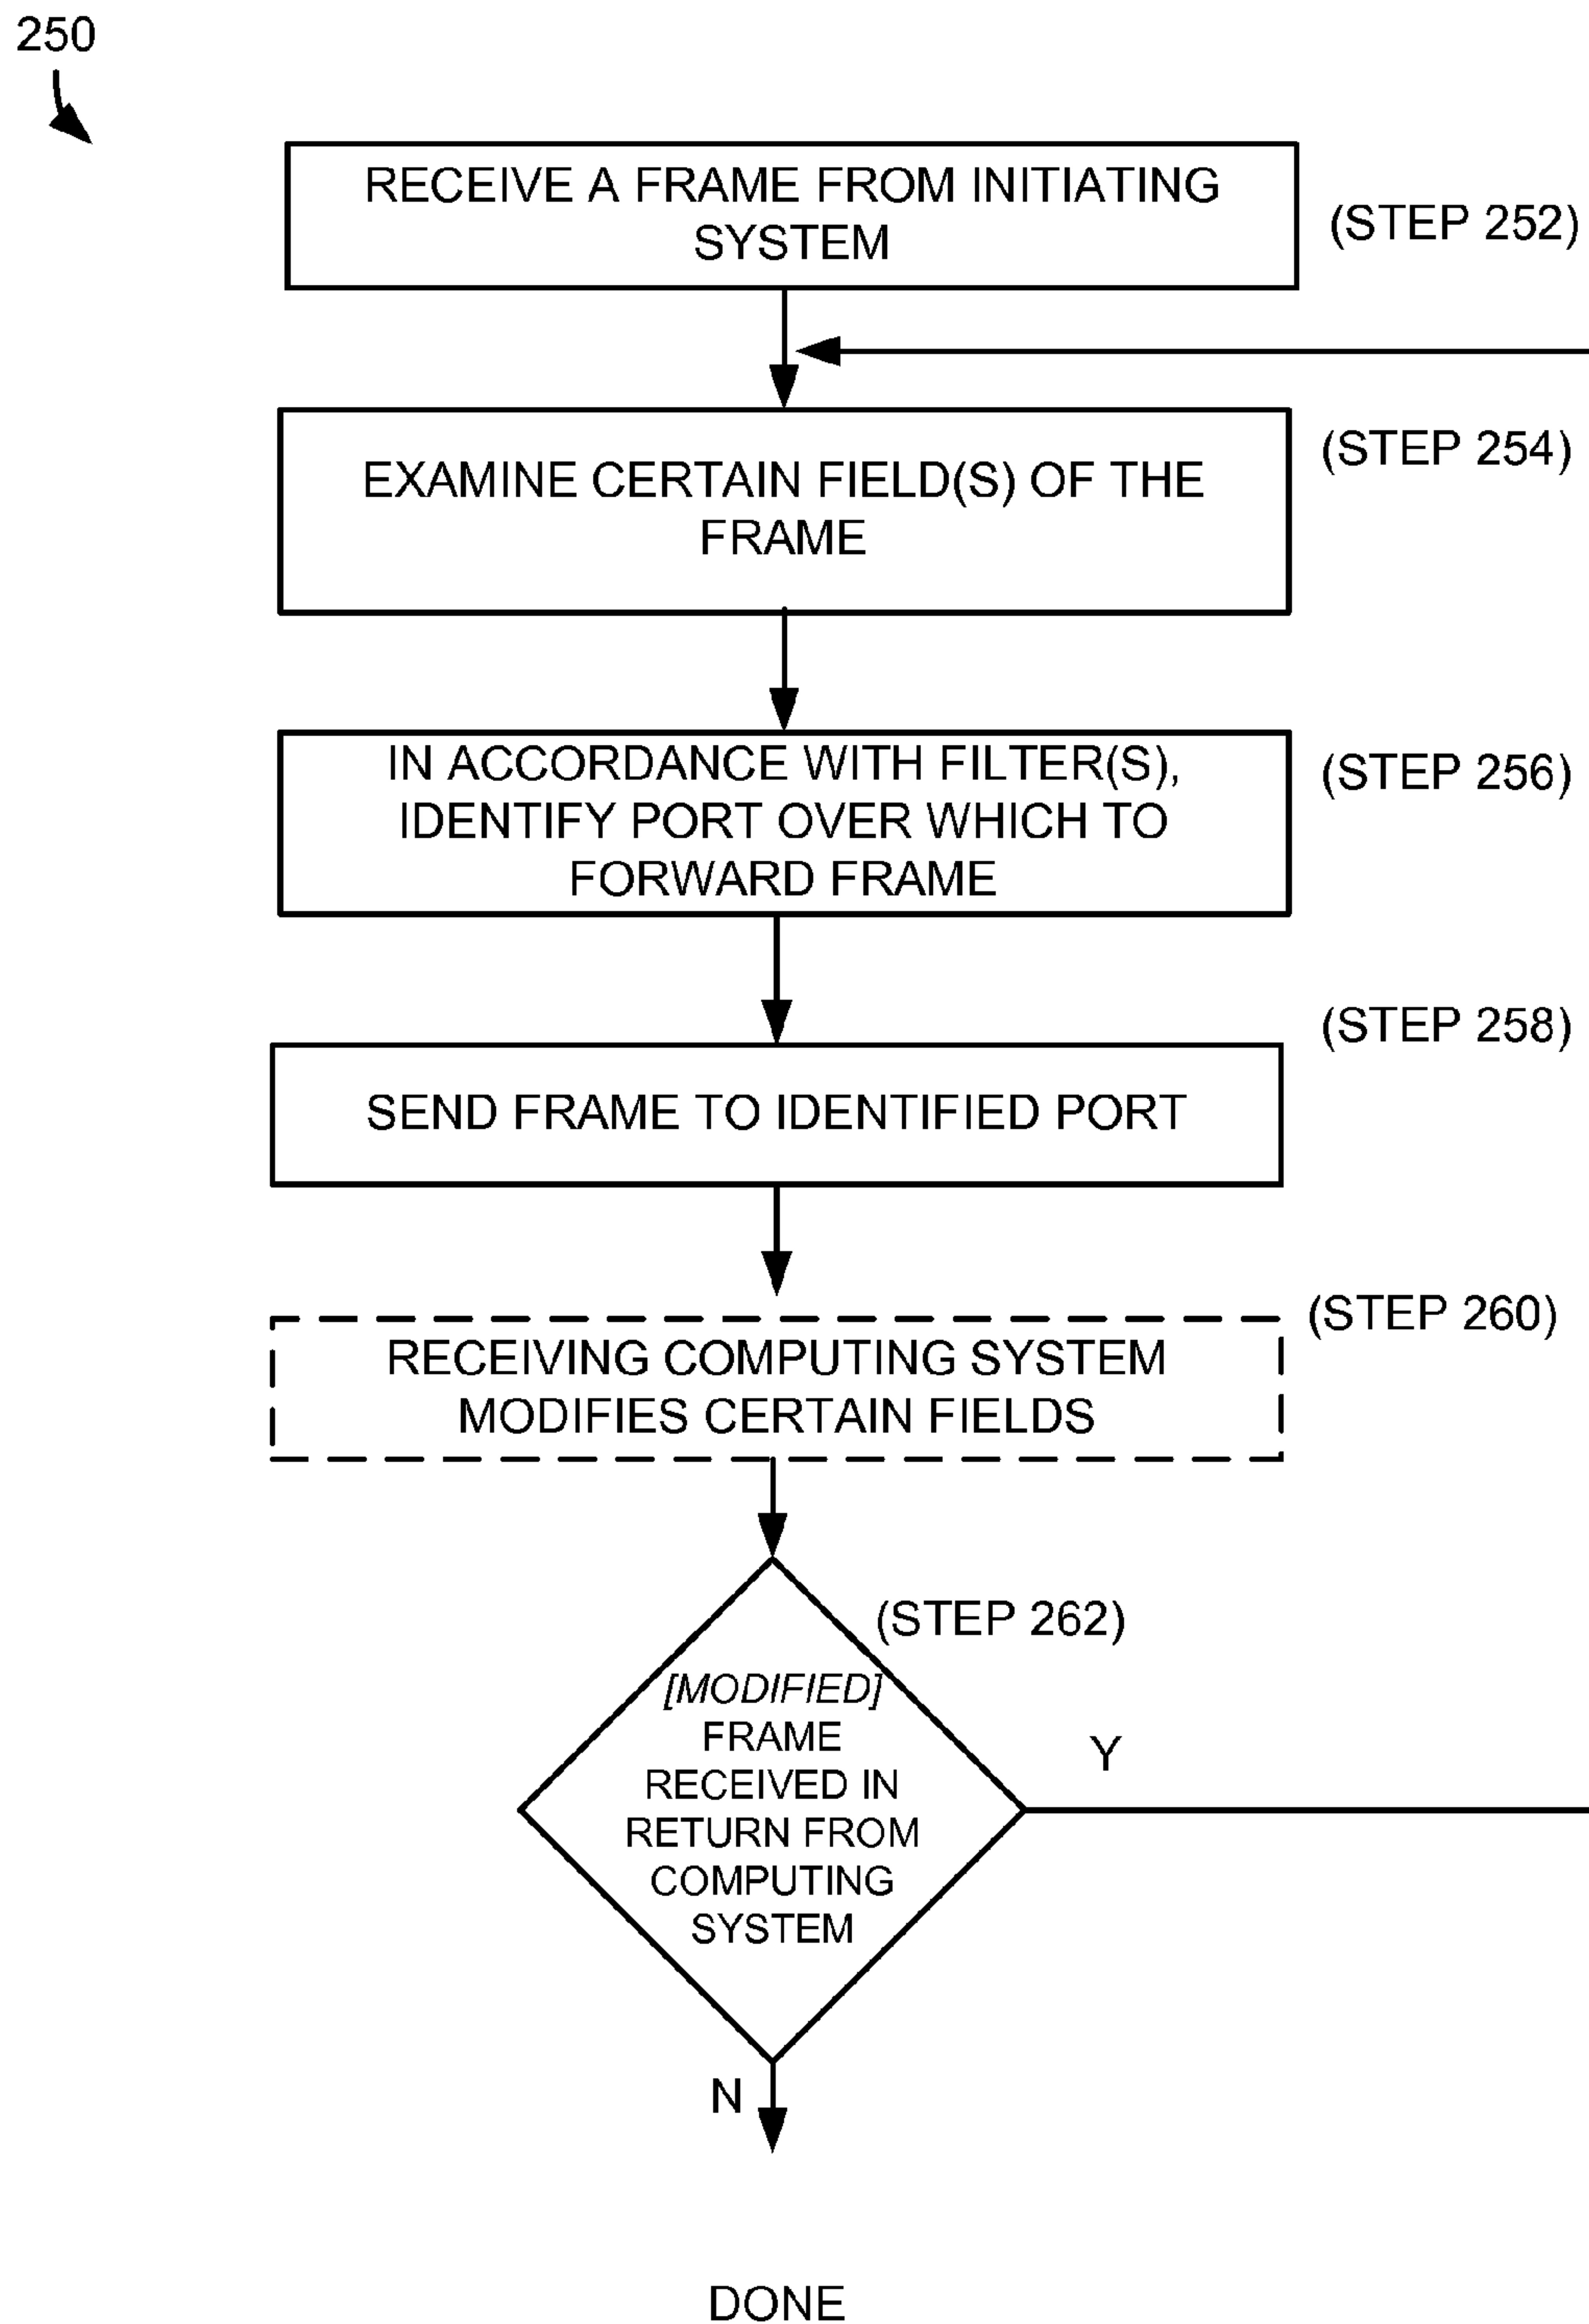 250
RECEIVE A FRAME FROM INITIATING
SYSTEM
(STEP 252)
(STEP 254)
EXAMINE CERTAIN FIELD(S) OF THE
FRAME
IN ACCORDANCE WITH FILTER(S),
IDENTIFY PORT OVER WHICH TO
FORWARD FRAME
(STEP 256)
(STEP 258)
SEND FRAME TO IDENTIFIED PORT
(STEP 260)
RECEIVING COMPUTING SYSTEM
MODIFIES CERTAIN FIELDS
(STEP 262)
[MODIFIED]
FRAME
RECEIVED IN
RETURN FROM
COMPUTING
SYSTEM
Y
N
DONE